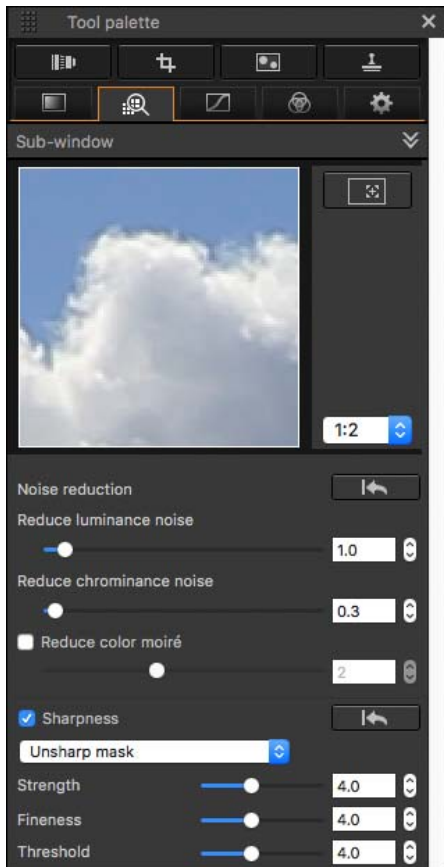 Tool palette
Sub-window
1:2
Noise reduction
Reduce luminance noise
1.0
Reduce chrominance noise
0.3
Reduce color moiré
2
Sharpness
Unsharp mask
Strength 4.0
Fineness 4.0
Threshold 4.0